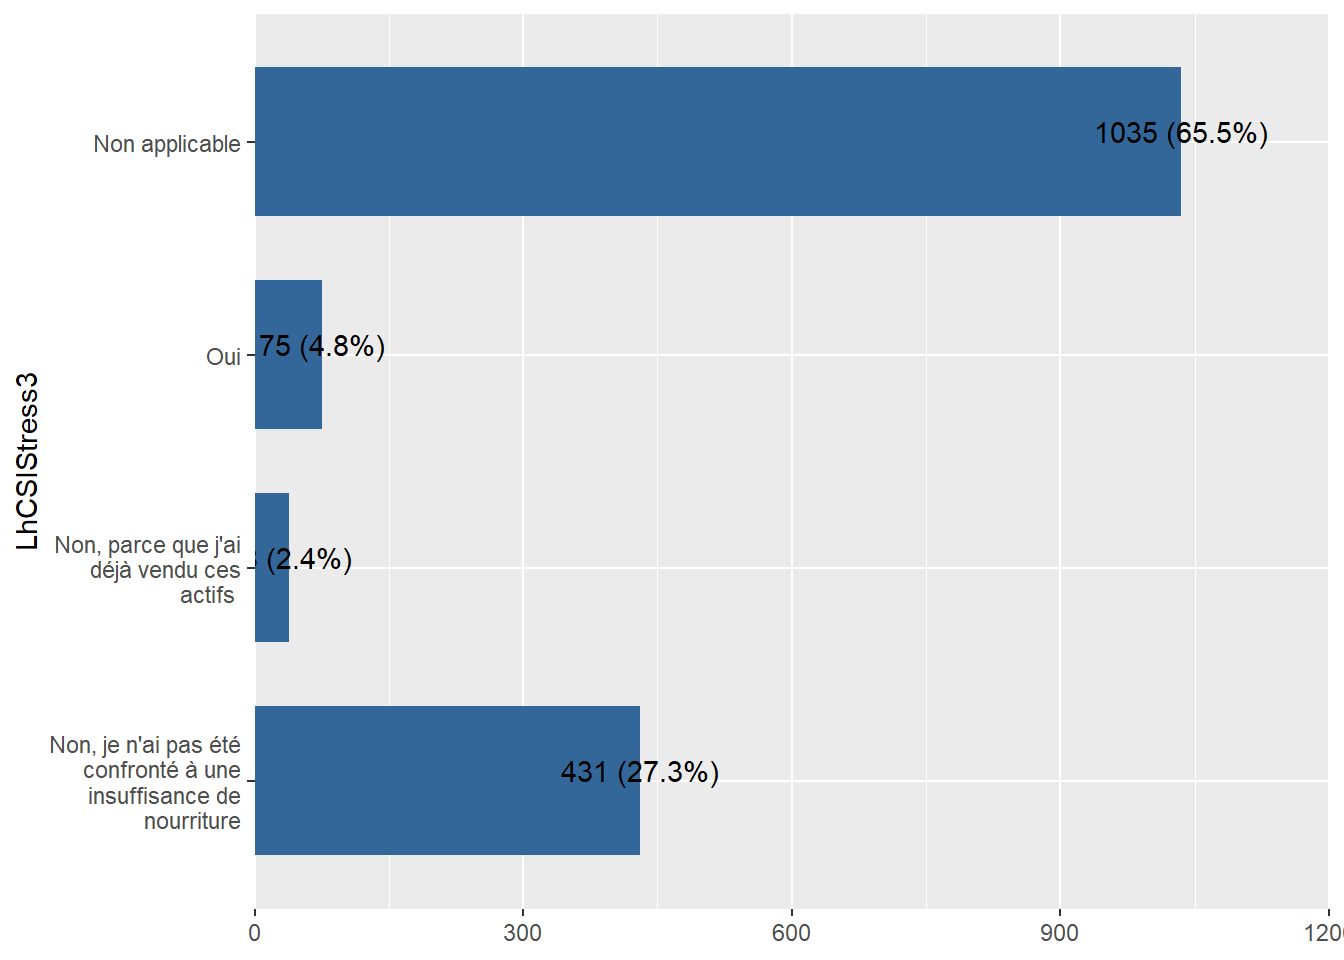 LhCSIStress3
Non applicable
1035 (65.5%)
Oui
75 (4.8%)
Non, parce que j'ai
déjà vendu ces
actifs
(2.4%)
Non, je n'ai pas été
confronté à une
insuffisance de
nourriture
431 (27.3%)
0
300
600
900